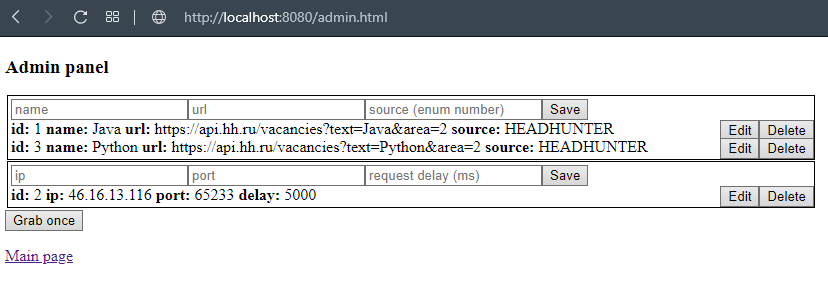 http://localhost:8080/admin.html
Admin panel
name url source (enum number) Save
id: 1 name: Java url: https://api.hh.ru/vacancies?text=Java&area=2 source: HEADHUNTER Edit Delete
id: 3 name: Python url: https://api.hh.ru/vacancies?text=Python&area=2 source: HEADHUNTER Edit Delete
ip port request delay (ms) Save
id: 2 ip: 46.16.13.116 port: 65233 delay: 5000 Edit Delete
Grab once
Main page